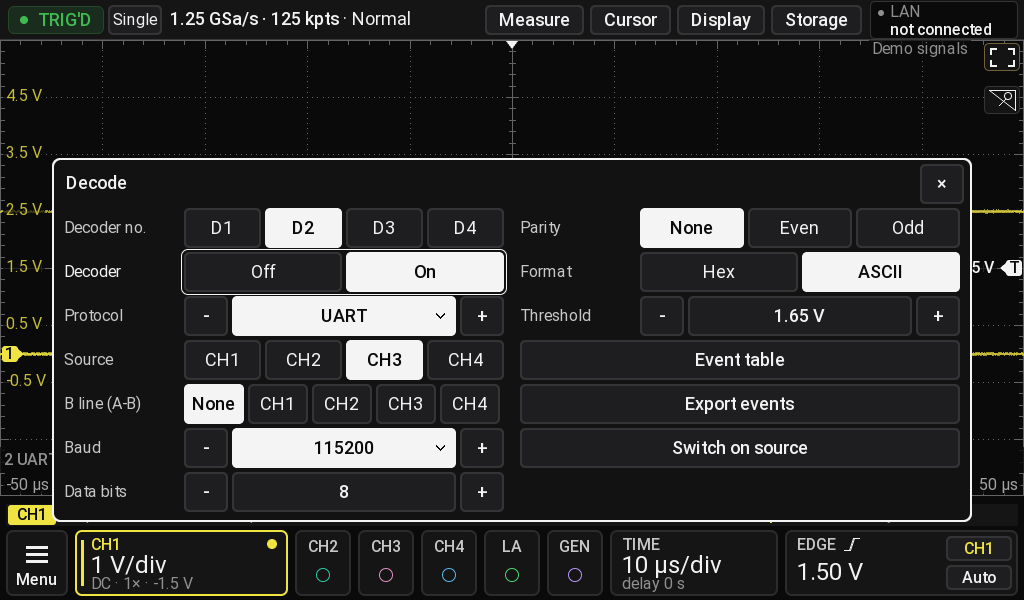 TRIG'D Single 1.25 GSa/s · 125 kpts · Normal Measure Cursor Display Storage LAN not connected
Demo signals
4.5 V
3.5 V
2.5 V
1.5 V
0.5 V
-0.5 V
5 V T
1
Decode ×
Decoder no. D1 D2 D3 D4 Parity None Even Odd
Decoder Off On Format Hex ASCII
Protocol - UART + Threshold - 1.65 V +
Source CH1 CH2 CH3 CH4 Event table
B line (A-B) None CH1 CH2 CH3 CH4 Export events
Baud - 115200 + Switch on source
Data bits - 8 +
2 UART
-50 µs 50 µs
CH1
Menu
CH1
1 V/div
DC · 1× · -1.5 V
CH2 CH3 CH4 LA GEN
TIME
10 µs/div
delay 0 s
EDGE
1.50 V
CH1
Auto